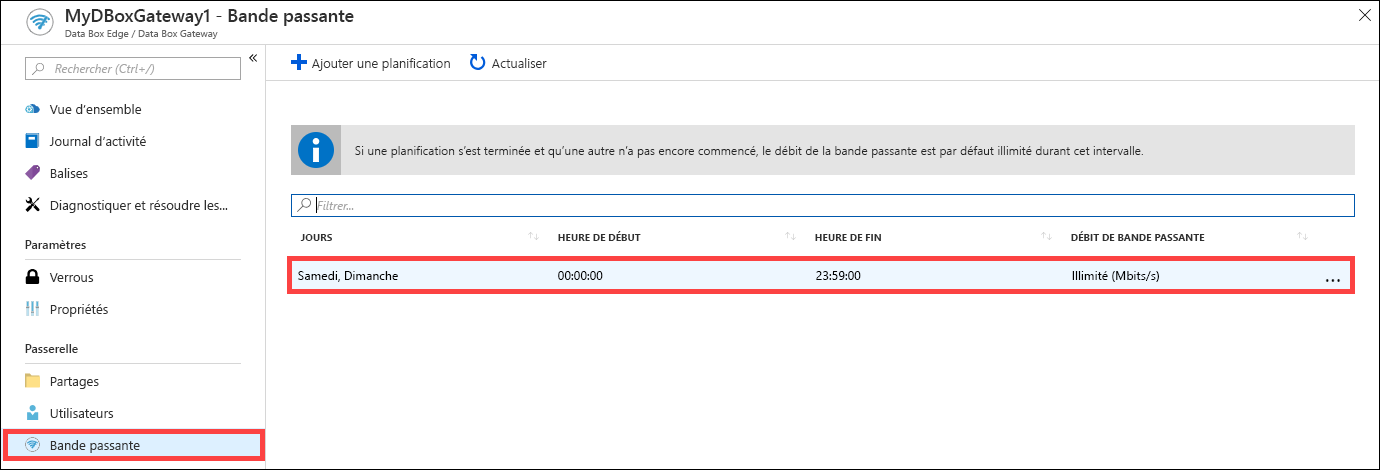 MyDBoxGateway1 - Bande passante
Data Box Edge / Data Box Gateway
Rechercher (Ctrl+/)
Vue d'ensemble
Journal d'activité
Balises
Diagnostiquer et résoudre les...
Paramètres
Verrous
Propriétés
Passerelle
Partages
Utilisateurs
Bande passante
Ajouter une planification Actualiser
Si une planification s'est terminée et qu'une autre n'a pas encore commencé, le débit de la bande passante est par défaut illimité durant cet intervalle.
Filtrer...
JOURS HEURE DE DÉBUT HEURE DE FIN DÉBIT DE BANDE PASSANTE
Samedi, Dimanche 00:00:00 23:59:00 Illimité (Mbits/s) ...